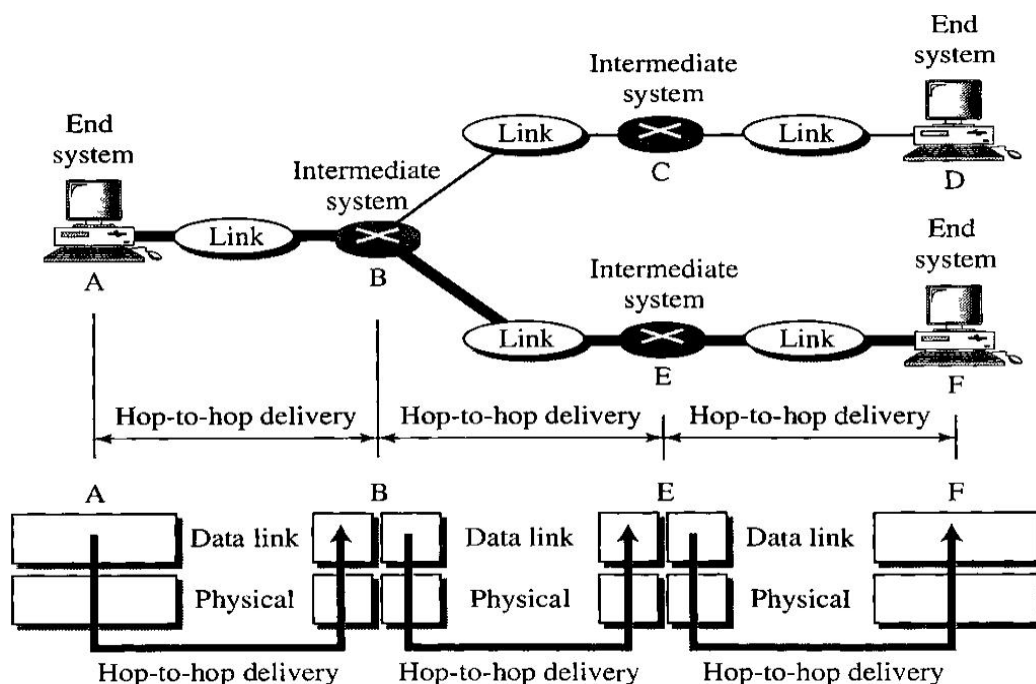 End
system
Intermediate
system
Link
C
Link
D
End
system
A
Link
Intermediate
system
B
End
system
Intermediate
system
Link
E
Link
F
Hop-to-hop delivery
Hop-to-hop delivery
Hop-to-hop delivery
A
B
E
F
Data link
Data link
Data link
Physical
Physical
Physical
Hop-to-hop delivery
Hop-to-hop delivery
Hop-to-hop delivery